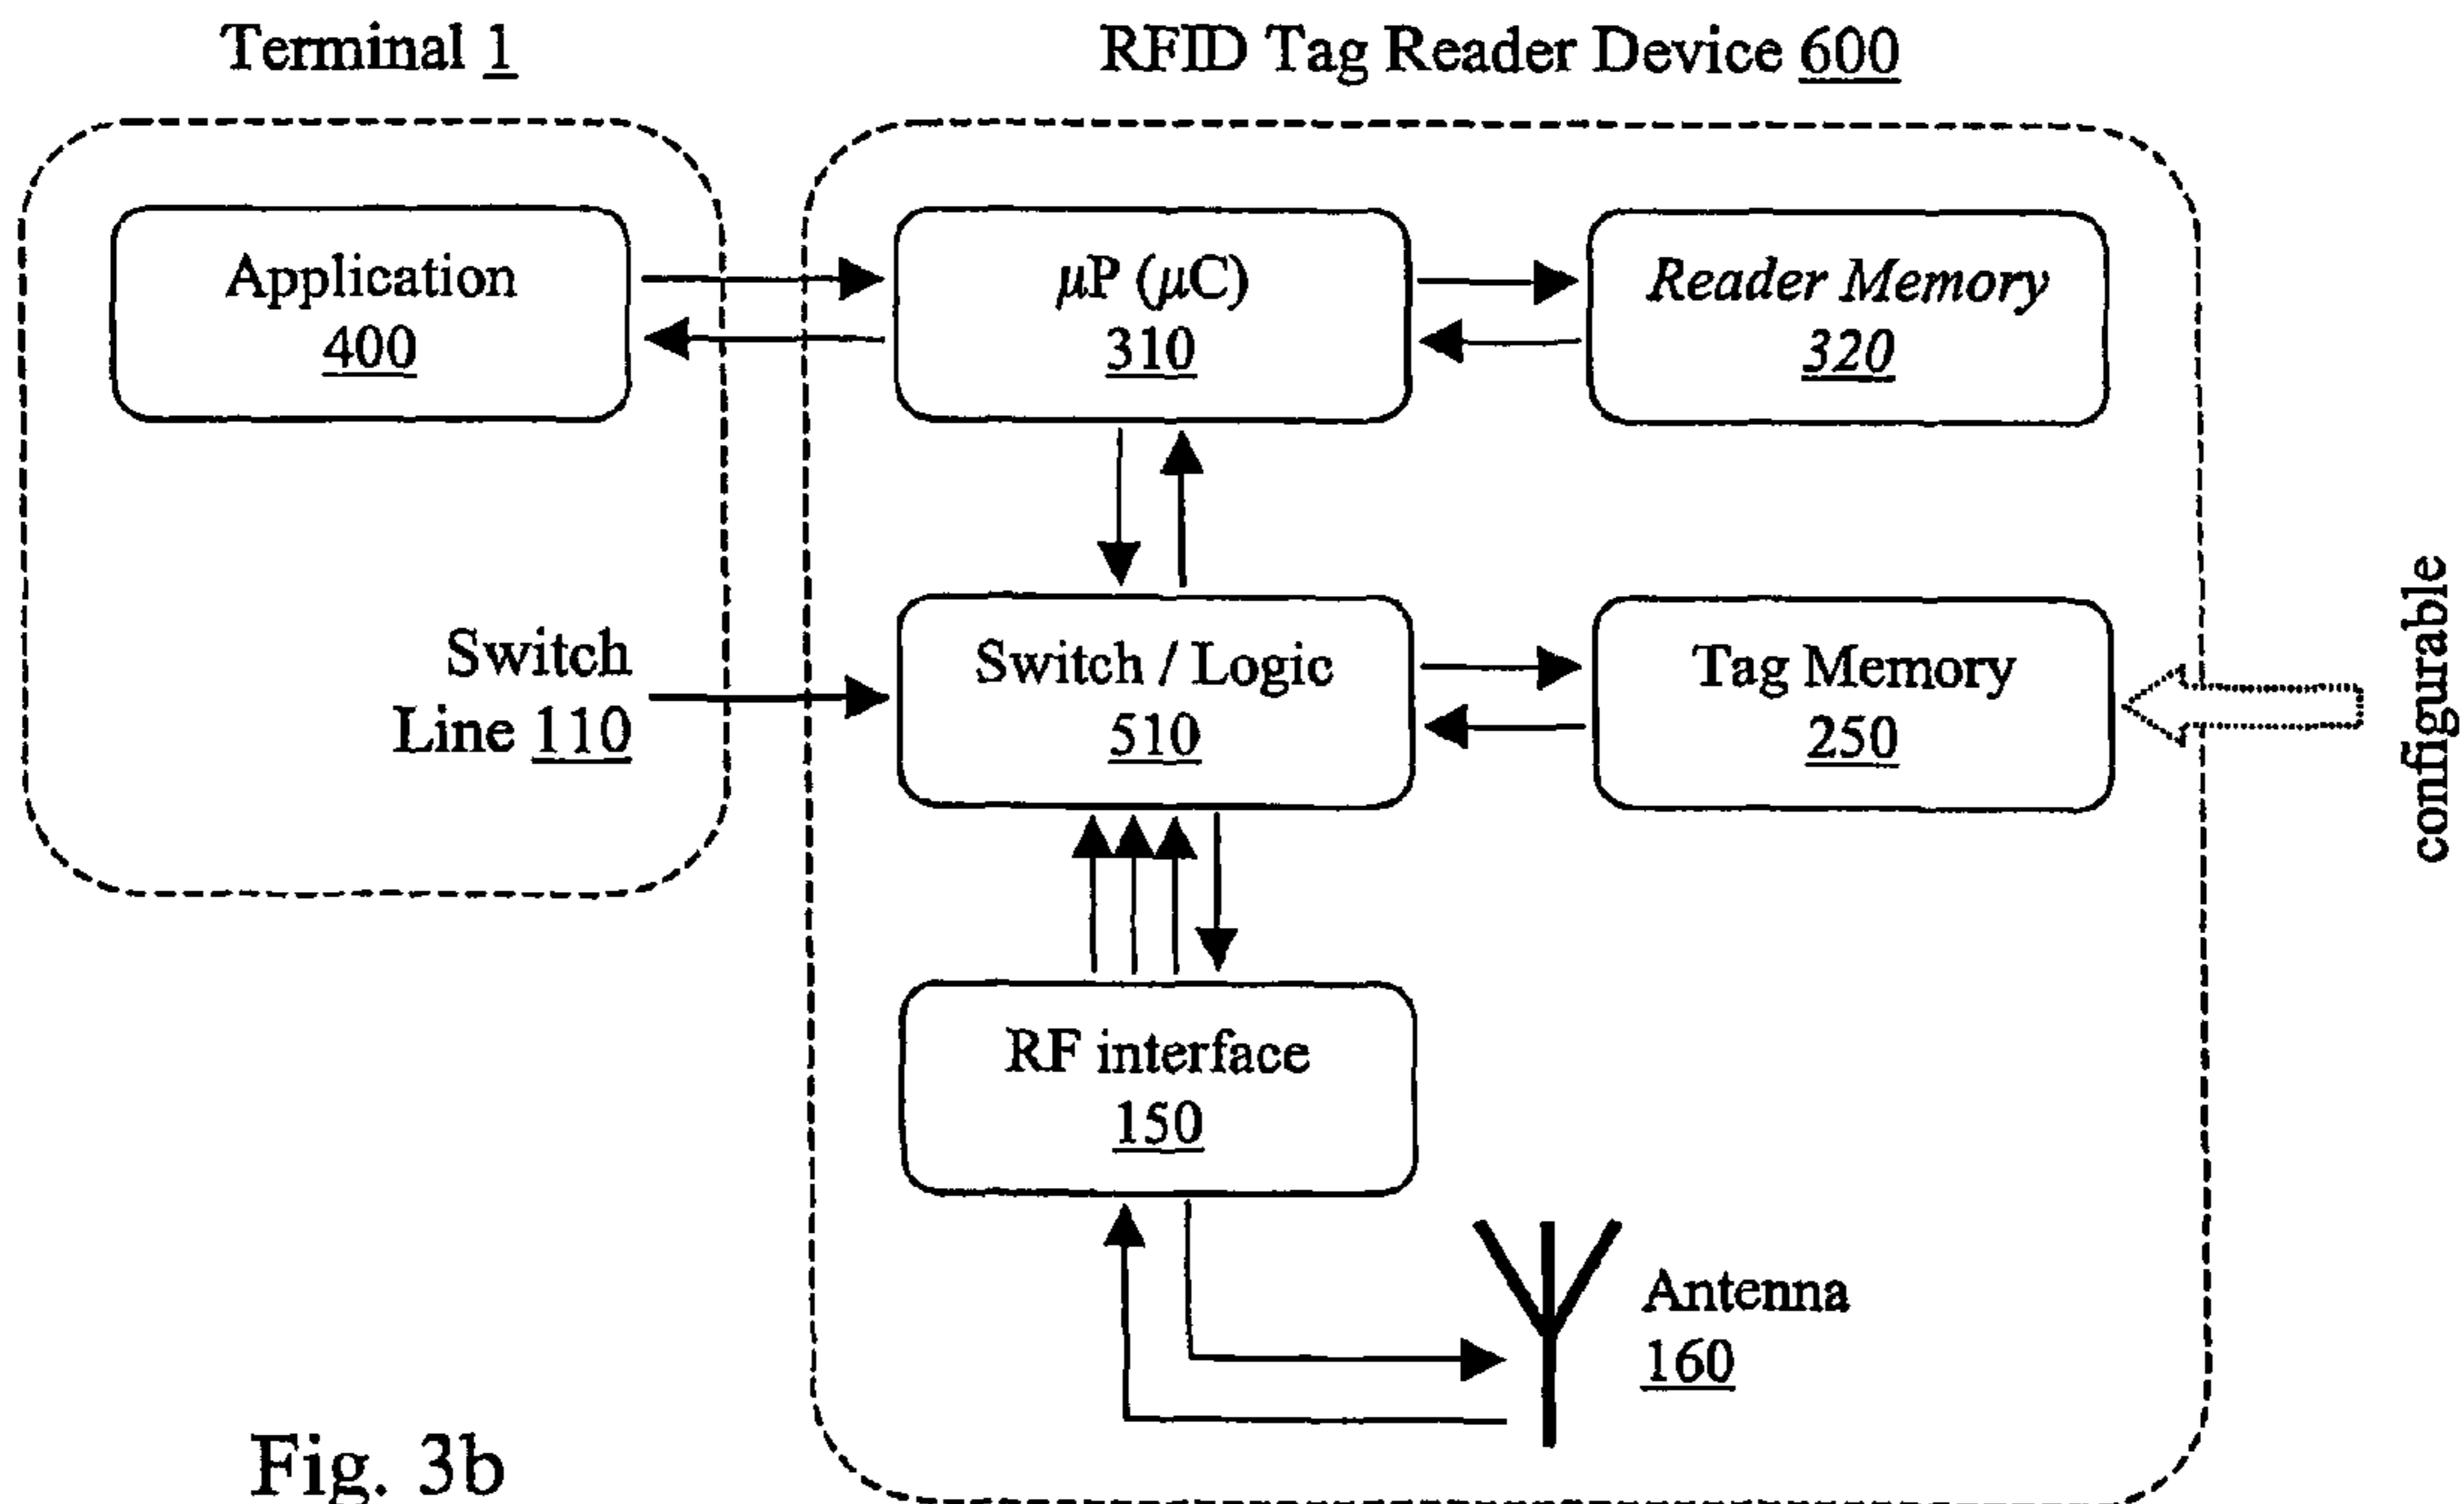 Terminal 1
RFID Tag Reader Device 600
Application
400
μP (μC)
310
Reader Memory
320
Switch
Line 110
Switch / Logic
510
Tag Memory
250
configurable
RF interface
150
Antenna
160
Fig. 3b